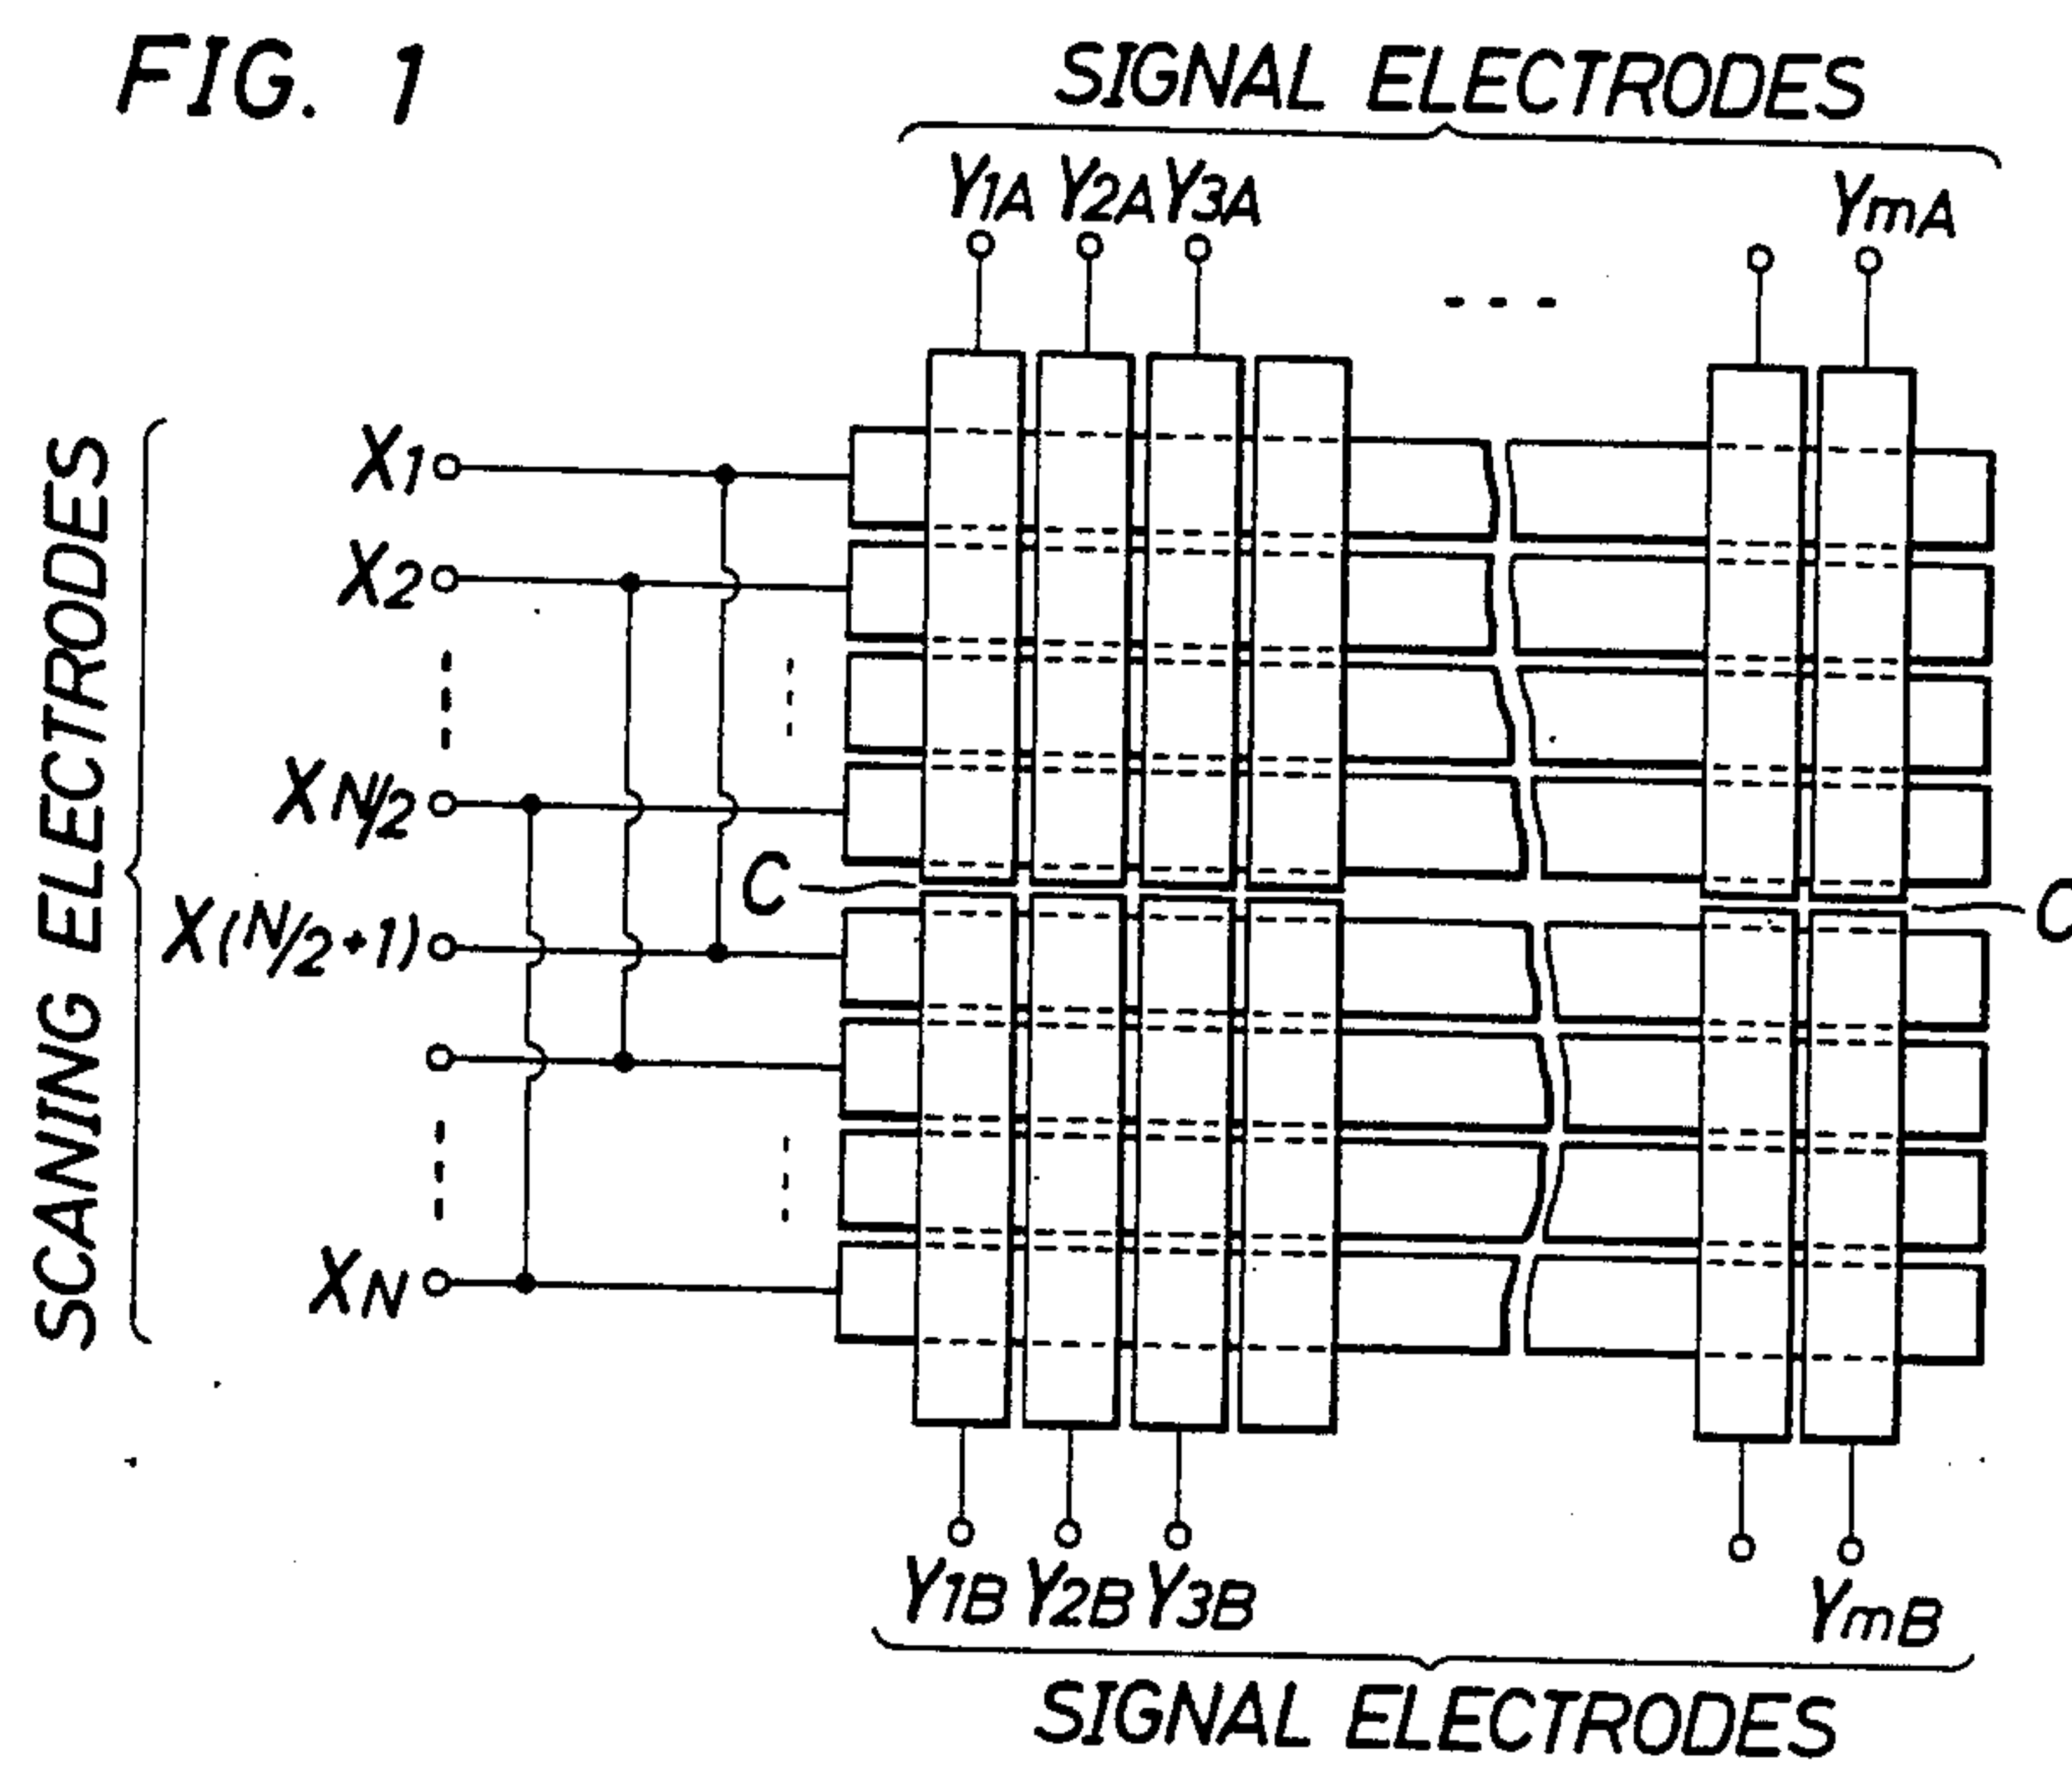 FIG. 1
SIGNAL ELECTRODES
Y1A Y2A Y3A YmA
SCANING ELECTRODES
X1
X2
XN/2
C
X(N/2+1)
C
XN
Y1B Y2B Y3B YmB
SIGNAL ELECTRODES